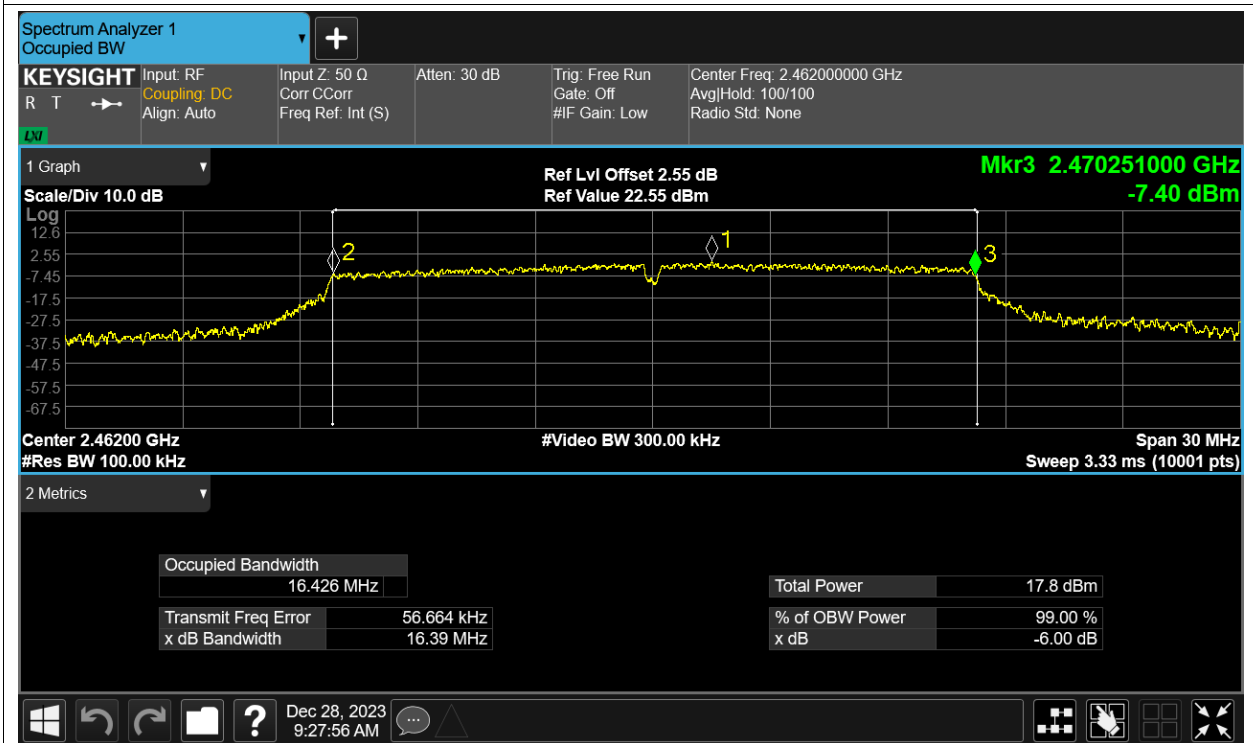 Spectrum Analyzer 1
Occupied BW
KEYSIGHT
R T
LXI
Input: RF
Coupling: DC
Align: Auto
Input Z: 50 Ω
Corr CCorr
Freq Ref: Int (S)
Atten: 30 dB
Trig: Free Run
Gate: Off
#IF Gain: Low
Center Freq: 2.462000000 GHz
Avg|Hold: 100/100
Radio Std: None
1 Graph
Scale/Div 10.0 dB
Ref Lvl Offset 2.55 dB
Ref Value 22.55 dBm
Mkr3 2.470251000 GHz
-7.40 dBm
Log
12.6
2.55
-7.45
-17.5
-27.5
-37.5
-47.5
-57.5
-67.5
2
1
3
Center 2.46200 GHz
#Res BW 100.00 kHz
#Video BW 300.00 kHz
Span 30 MHz
Sweep 3.33 ms (10001 pts)
2 Metrics
Occupied Bandwidth
16.426 MHz
Transmit Freq Error 56.664 kHz
x dB Bandwidth 16.39 MHz
Total Power 17.8 dBm
% of OBW Power 99.00 %
x dB -6.00 dB
?
Dec 28, 2023
9:27:56 AM